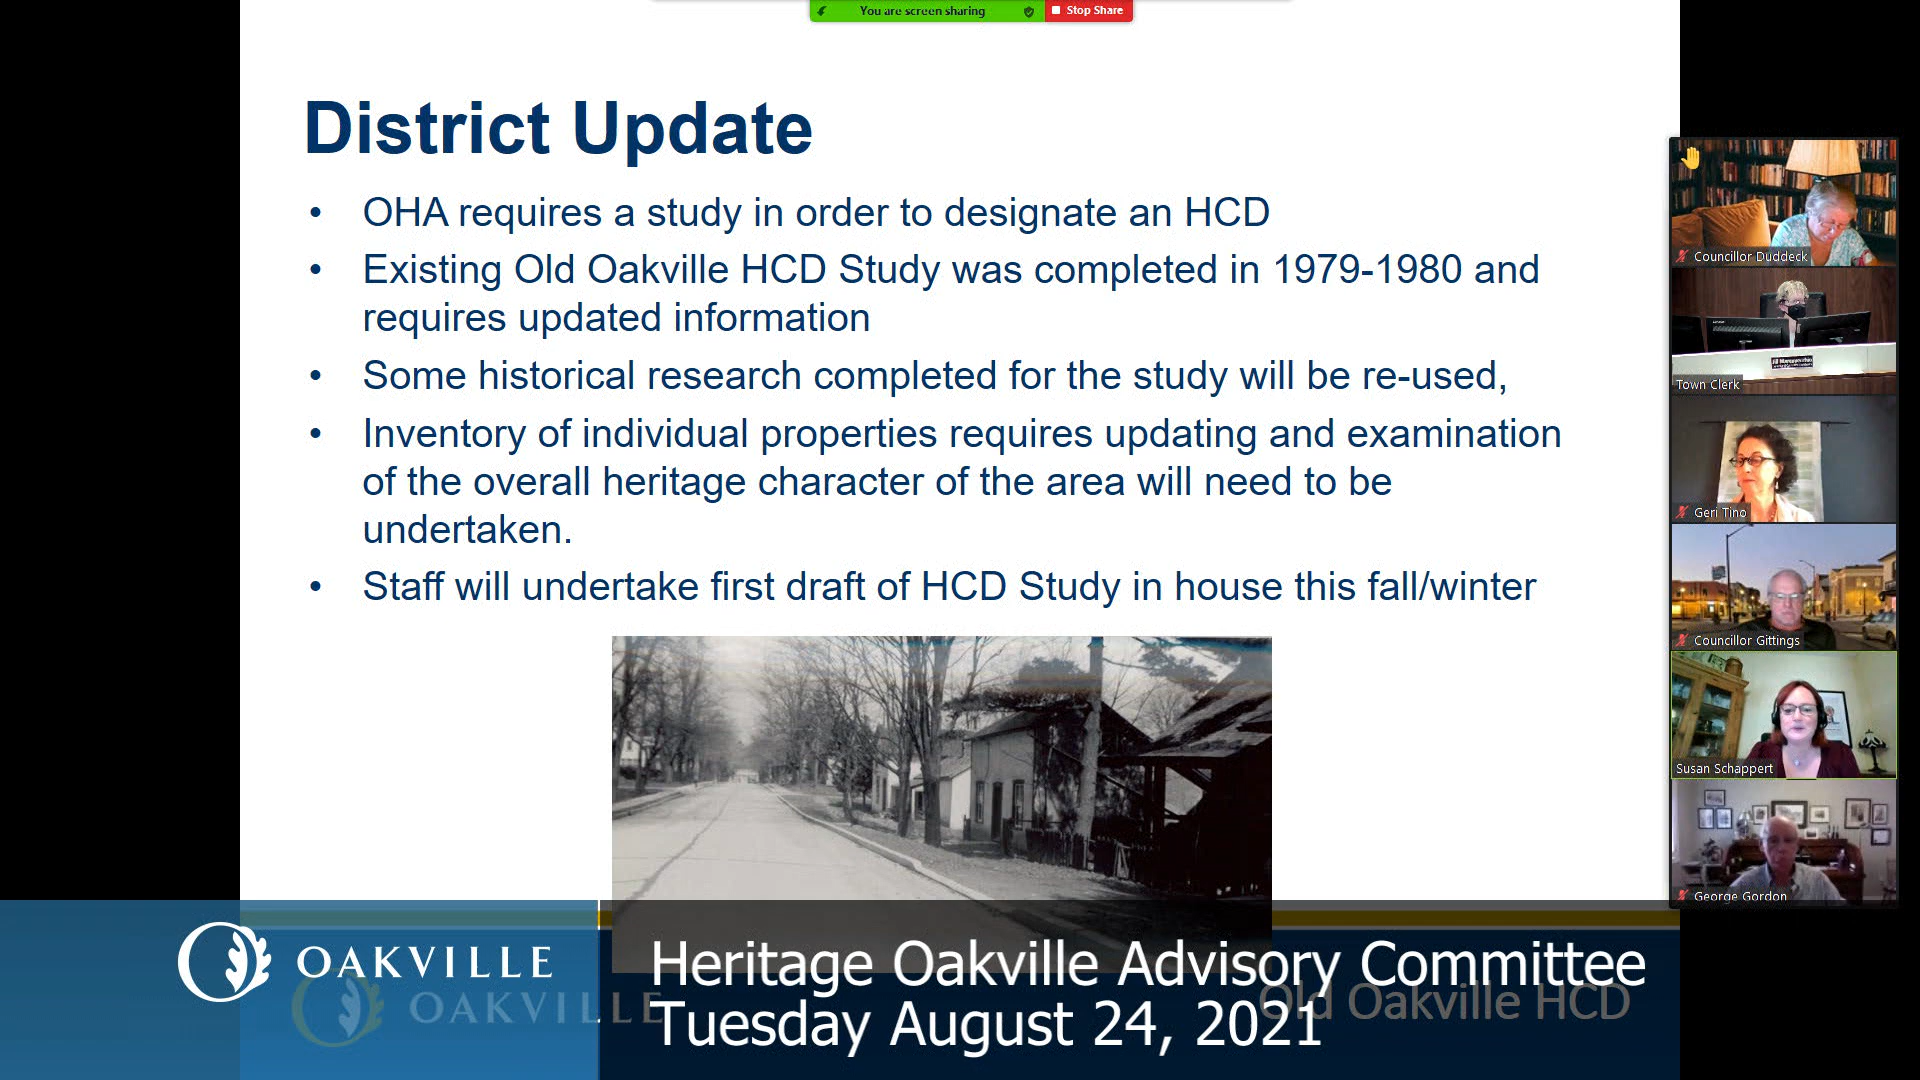 You are screen sharing
Stop Share
District Update
• OHA requires a study in order to designate an HCD
• Existing Old Oakville HCD Study was completed in 1979-1980 and
requires updated information
• Some historical research completed for the study will be re-used,
• Inventory of individual properties requires updating and examination
of the overall heritage character of the area will need to be
undertaken.
• Staff will undertake first draft of HCD Study in house this fall/winter
Councillor Duddeck
Town Clerk
Geri Tino
Councillor Gittings
Susan Schappert
George Gordon
OAKVILLE
OAKVILLE
Heritage Oakville Advisory Committee
Tuesday August 24, 2021
Old Oakville HCD